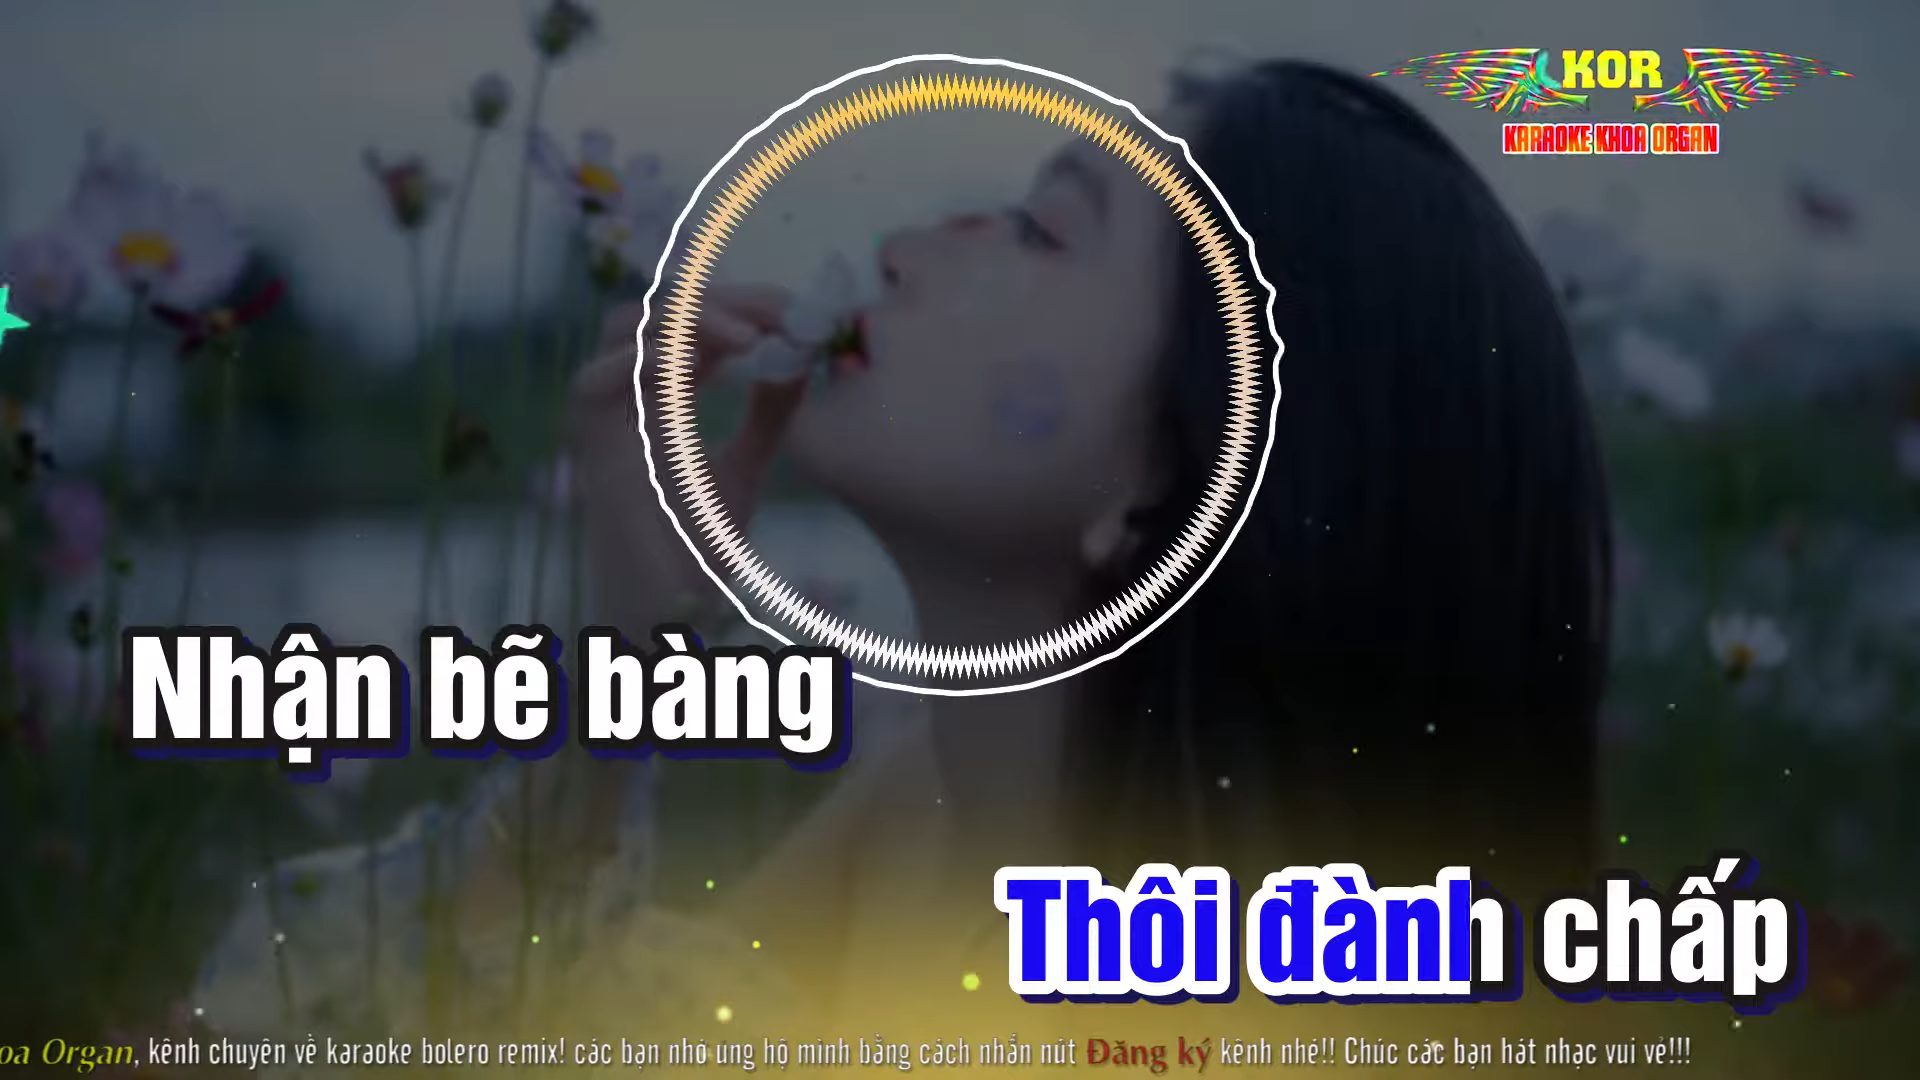 KOR
KARAOKE KHOA ORGAN
Nhận bẽ bàng
Thôi đành chấp
oa Organ, kênh chuyên về karaoke bolero remix! các bạn nhớ ủng hộ mình bằng cách nhấn nút Đăng ký kênh nhé!! Chúc các bạn hát nhạc vui vẻ!!!